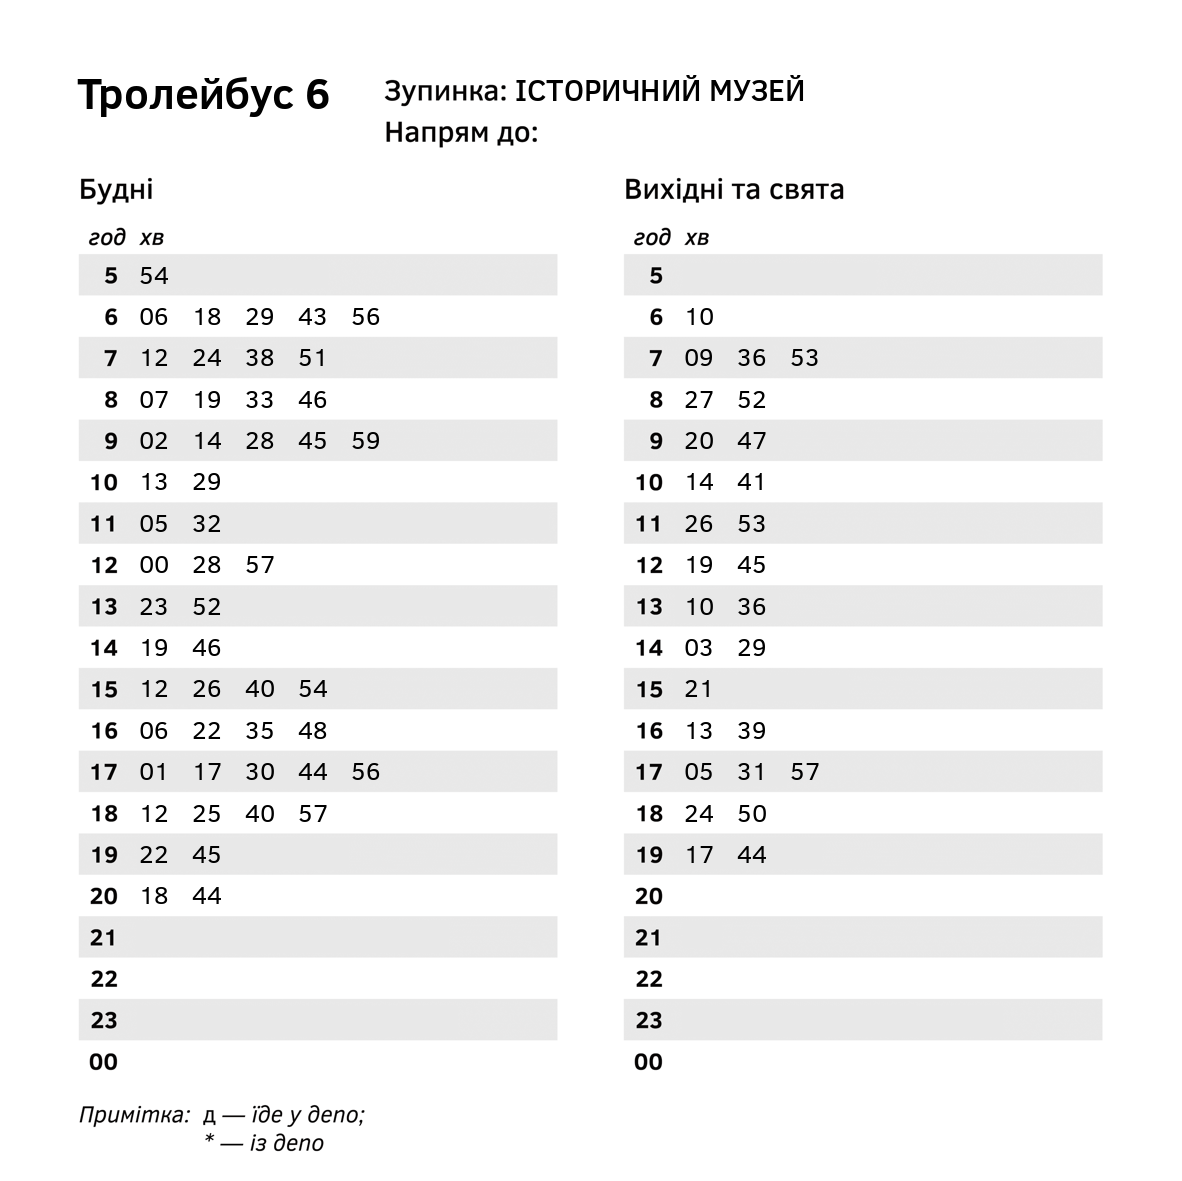 Тролейбус 6
Зупинка: ІСТОРИЧНИЙ МУЗЕЙ
Напрям до:
Будні
год хв
5 54
6 06 18 29 43 56
7 12 24 38 51
8 07 19 33 46
9 02 14 28 45 59
10 13 29
11 05 32
12 00 28 57
13 23 52
14 19 46
15 12 26 40 54
16 06 22 35 48
17 01 17 30 44 56
18 12 25 40 57
19 22 45
20 18 44
21
22
23
00
Вихідні та свята
год хв
5
6 10
7 09 36 53
8 27 52
9 20 47
10 14 41
11 26 53
12 19 45
13 10 36
14 03 29
15 21
16 13 39
17 05 31 57
18 24 50
19 17 44
20
21
22
23
00
Примітка: д — їде у депо;
* — із депо